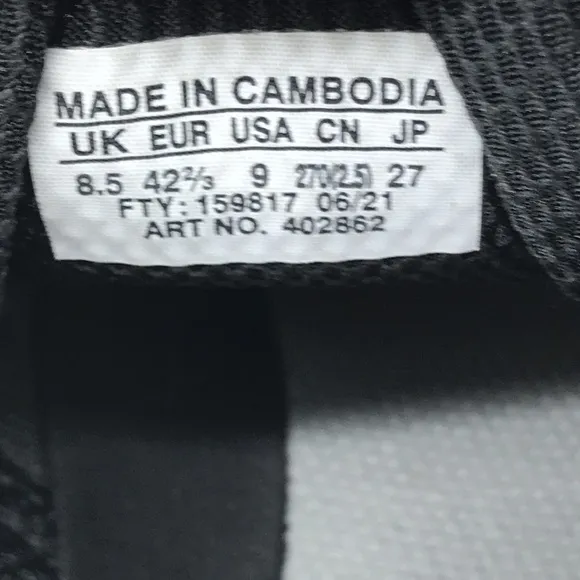 MADE IN CAMBODIA
UK EUR USA CN JP
8.5 42⅔ 9 270(2.5) 27
FTY: 159817 06/21
ART NO. 402862